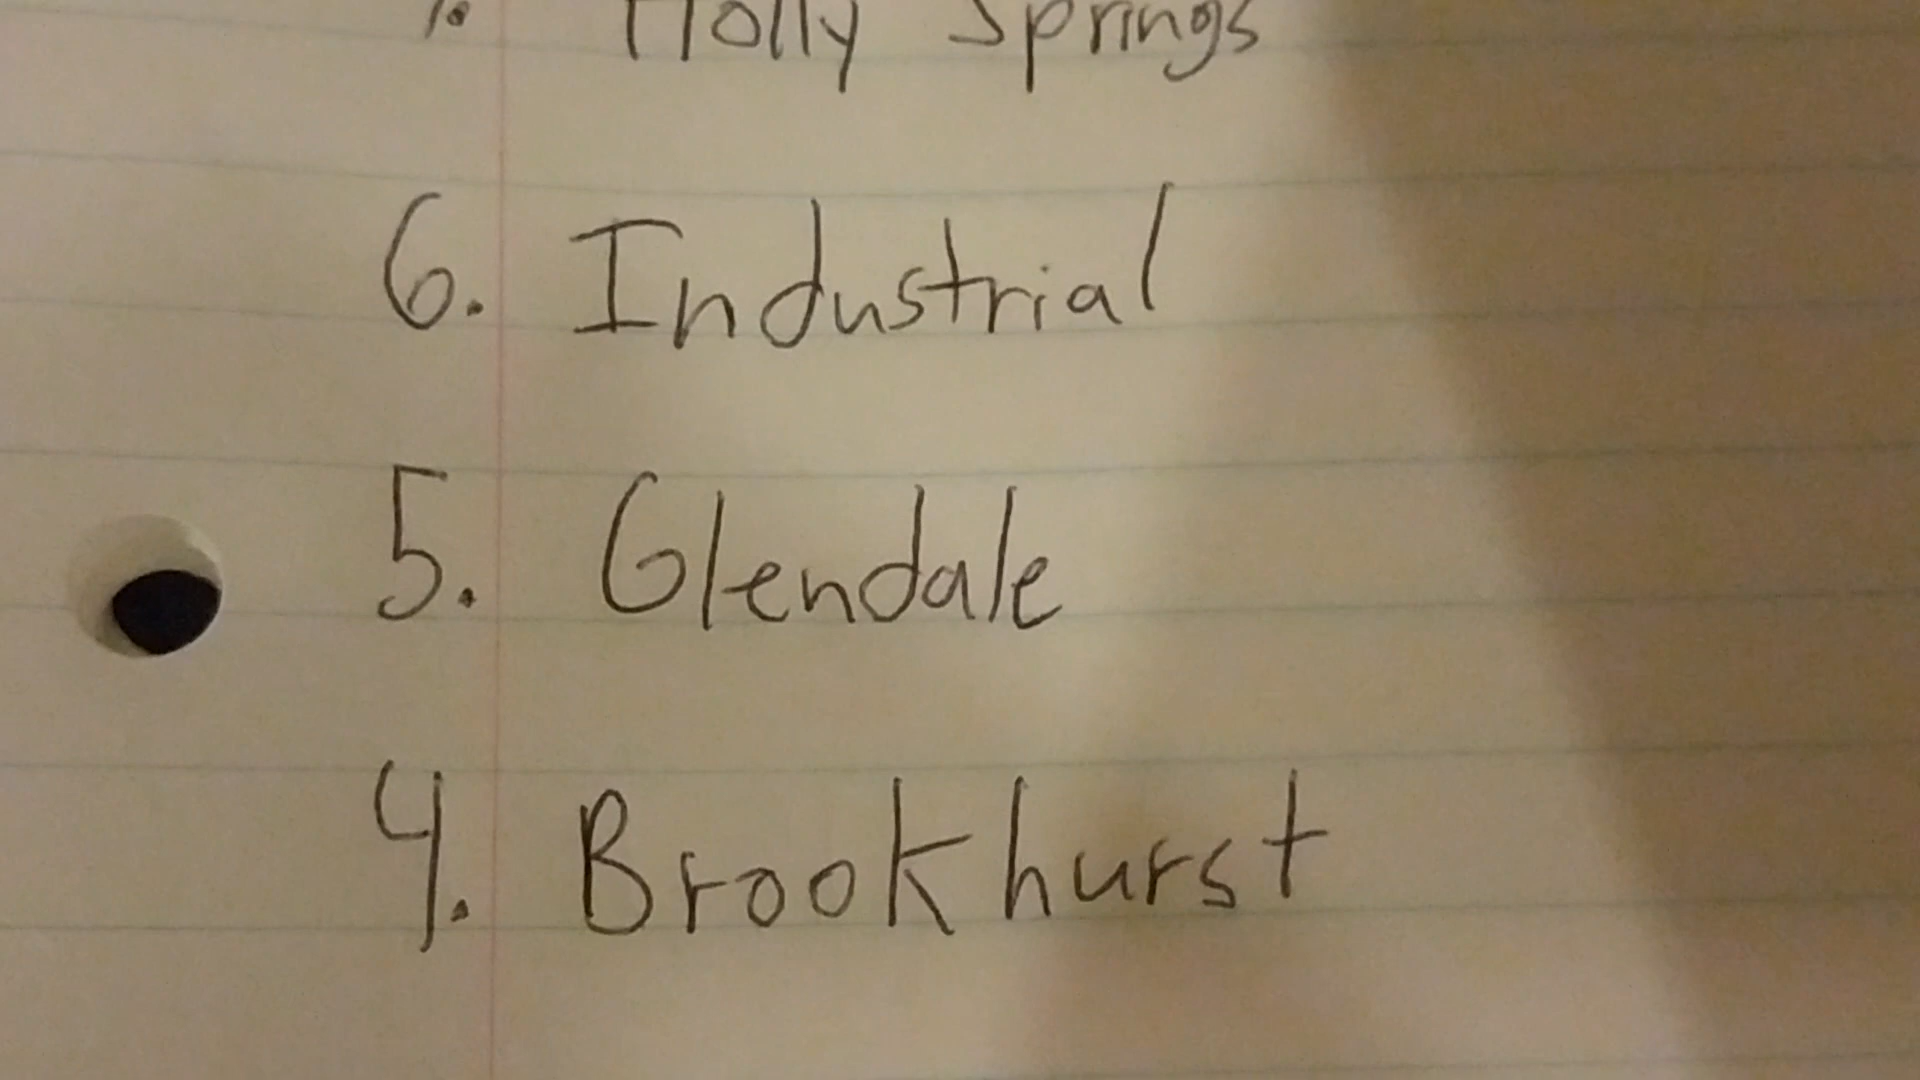 Holly Springs
6. Industrial
5. Glendale
4. Brookhurst